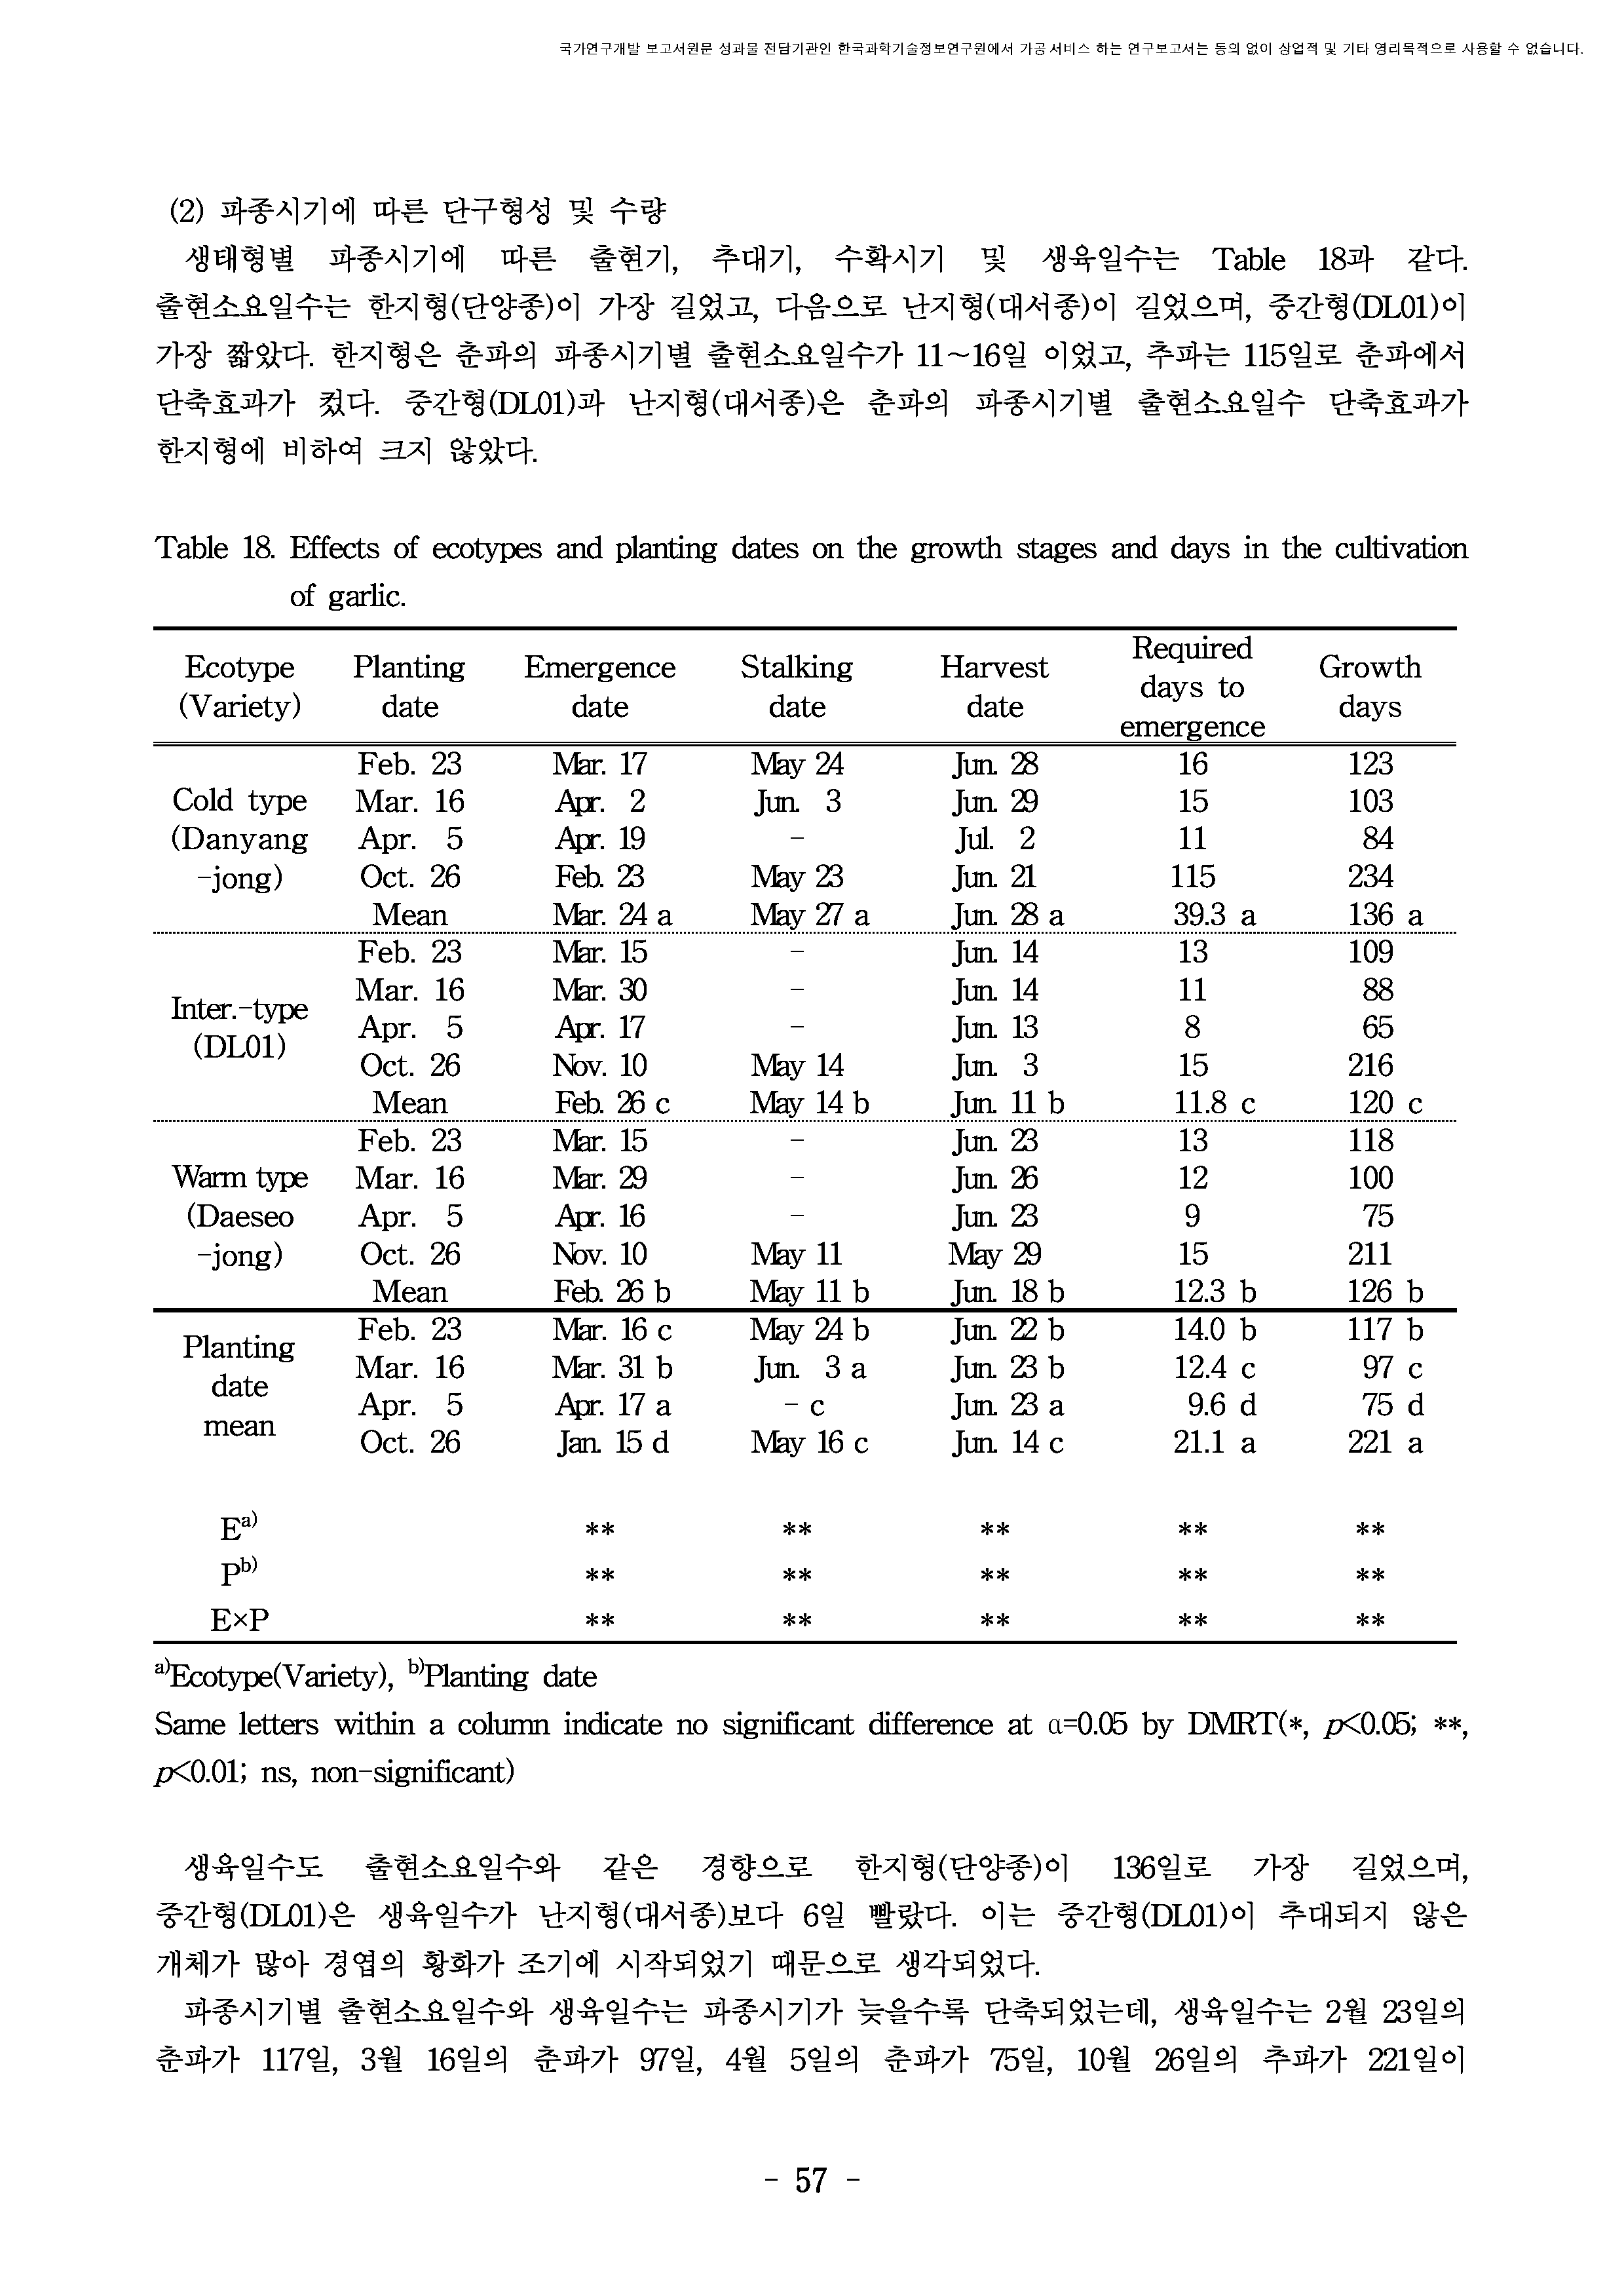 국가연구개발 보고서원문 성과물 전담기관인 한국과학기술정보연구원에서 가공·서비스 하는 연구보고서는 동의 없이 상업적 및 기타 영리목적으로 사용할 수 없습니다.
(2) 파종시기에 따른 단구형성 및 수량
생태형별 파종시기에 따른 출현기, 추대기, 수확시기 및 생육일수는 Table 18과 같다.
출현소요일수는 한지형(단양종)이 가장 길었고, 다음으로 난지형(대서종)이 길었으며, 중간형(DL01)이
가장 짧았다. 한지형은 춘파의 파종시기별 출현소요일수가 11~16일 이었고, 추파는 115일로 춘파에서
단축효과가 컸다. 중간형(DL01)과 난지형(대서종)은 춘파의 파종시기별 출현소요일수 단축효과가
한지형에 비하여 크지 않았다.
Table 18. Effects of ecotypes and planting dates on the growth stages and days in the cultivation
of garlic.
Ecotype (Variety) Planting date Emergence date Stalking date Harvest date Required days to emergence Growth days
Feb. 23 Mar. 17 May 24 Jun. 28 16 123
Cold type Mar. 16 Apr. 2 Jun. 3 Jun. 29 15 103
(Danyang Apr. 5 Apr. 19 - Jul. 2 11 84
-jong) Oct. 26 Feb. 23 May 23 Jun. 21 115 234
Mean Mar. 24 a May 27 a Jun. 28 a 39.3 a 136 a
Feb. 23 Mar. 15 - Jun. 14 13 109
Inter.-type Mar. 16 Mar. 30 - Jun. 14 11 88
(DL01) Apr. 5 Apr. 17 - Jun. 13 8 65
Oct. 26 Nov. 10 May 14 Jun. 3 15 216
Mean Feb. 26 c May 14 b Jun. 11 b 11.8 c 120 c
Feb. 23 Mar. 15 - Jun. 23 13 118
Warm type Mar. 16 Mar. 29 - Jun. 26 12 100
(Daeseo Apr. 5 Apr. 16 - Jun. 23 9 75
-jong) Oct. 26 Nov. 10 May 11 May 29 15 211
Mean Feb. 26 b May 11 b Jun. 18 b 12.3 b 126 b
Planting Feb. 23 Mar. 16 c May 24 b Jun. 22 b 14.0 b 117 b
date Mar. 16 Mar. 31 b Jun. 3 a Jun. 23 b 12.4 c 97 c
mean Apr. 5 Apr. 17 a - c Jun. 23 a 9.6 d 75 d
Oct. 26 Jan. 15 d May 16 c Jun. 14 c 21.1 a 221 a
E a) ** ** ** ** **
P b) ** ** ** ** **
E×P ** ** ** ** **
a)Ecotype(Variety), b)Planting date
Same letters within a column indicate no significant difference at α=0.05 by DMRT(*, p<0.05; **,
p<0.01; ns, non-significant)
생육일수도 출현소요일수와 같은 경향으로 한지형(단양종)이 136일로 가장 길었으며,
중간형(DL01)은 생육일수가 난지형(대서종)보다 6일 빨랐다. 이는 중간형(DL01)이 추대되지 않은
개체가 많아 경엽의 황화가 조기에 시작되었기 때문으로 생각되었다.
파종시기별 출현소요일수와 생육일수는 파종시기가 늦을수록 단축되었는데, 생육일수는 2월 23일의
춘파가 117일, 3월 16일의 춘파가 97일, 4월 5일의 춘파가 75일, 10월 26일의 추파가 221일이
- 57 -